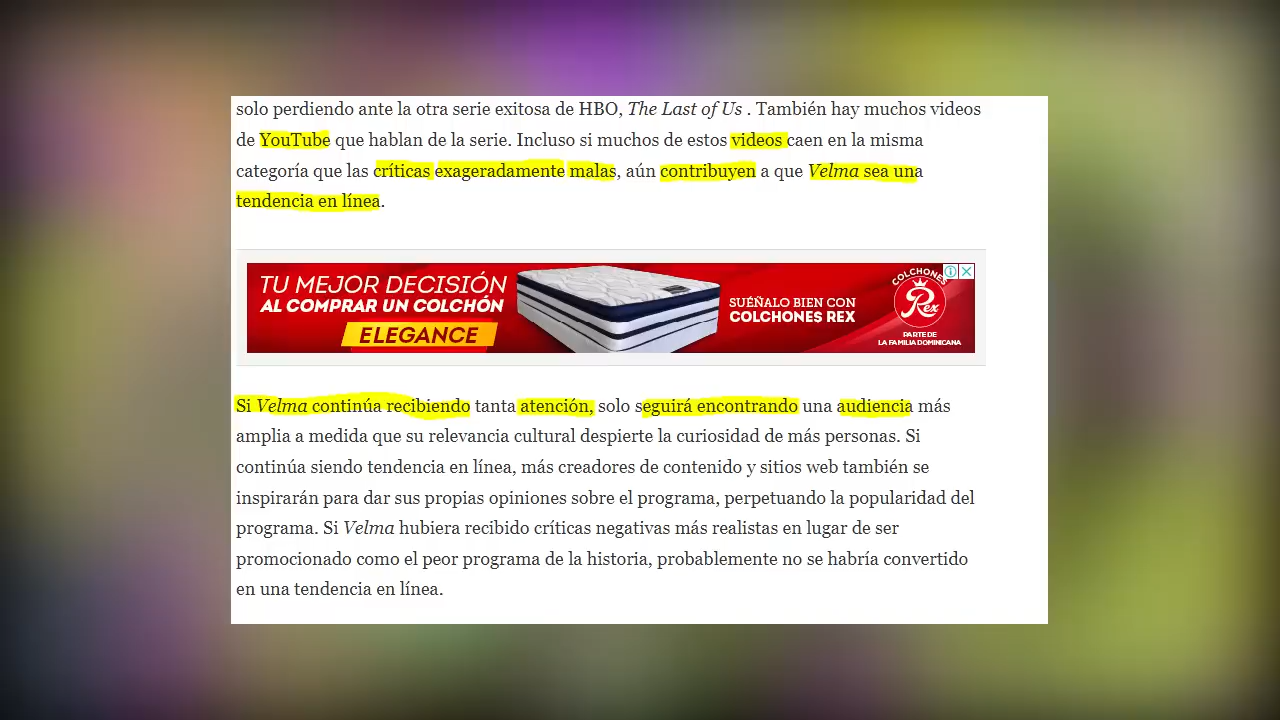 solo perdiendo ante la otra serie exitosa de HBO, The Last of Us . También hay muchos videos
de YouTube que hablan de la serie. Incluso si muchos de estos videos caen en la misma
categoría que las críticas exageradamente malas, aún contribuyen a que Velma sea una
tendencia en línea.
TU MEJOR DECISIÓN
AL COMPRAR UN COLCHÓN
ELEGANCE
SUÉÑALO BIEN CON
COLCHONES REX
COLCHONES
Rex
PARTE DE
LA FAMILIA DOMINICANA
Si Velma continúa recibiendo tanta atención, solo seguirá encontrando una audiencia más
amplia a medida que su relevancia cultural despierte la curiosidad de más personas. Si
continúa siendo tendencia en línea, más creadores de contenido y sitios web también se
inspirarán para dar sus propias opiniones sobre el programa, perpetuando la popularidad del
programa. Si Velma hubiera recibido críticas negativas más realistas en lugar de ser
promocionado como el peor programa de la historia, probablemente no se habría convertido
en una tendencia en línea.